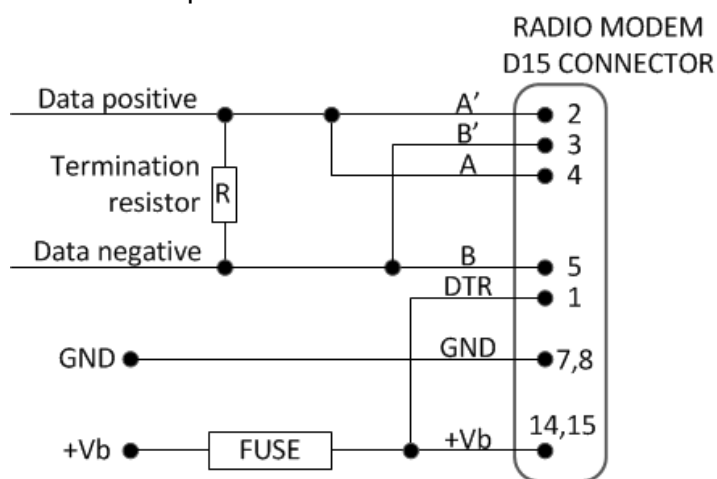 RADIO MODEM
D15 CONNECTOR
Data positive
A'
2
B'
3
A
4
Termination
resistor
R
Data negative
B
5
DTR
1
GND
GND
7,8
14,15
+Vb
FUSE
+Vb